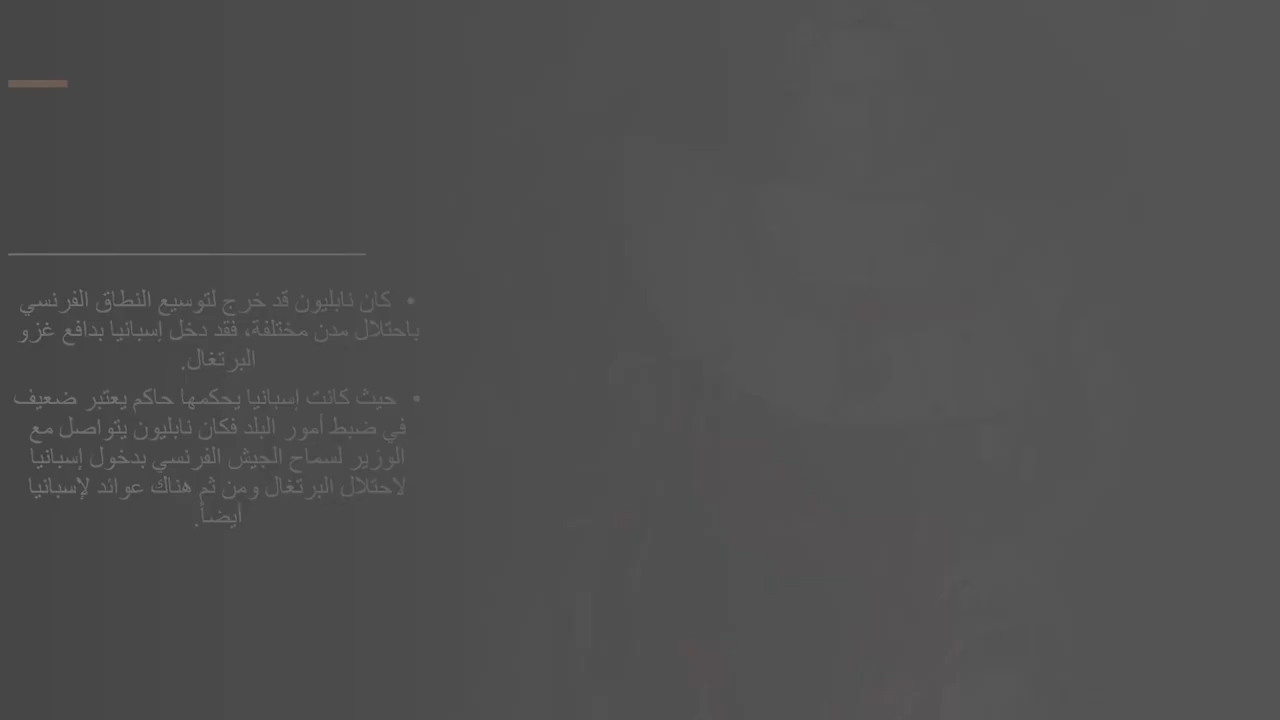 • كان نابليون قد خرج لتوسيع النطاق الفرنسي
باحتلال مدن مختلفة، فقد دخل إسبانيا بدافع غزو
البرتغال.
• حيث كانت إسبانيا يحكمها حاكم يعتبر ضعيف
في ضبط أمور البلد فكان نابليون يتواصل مع
الوزير لسماح الجيش الفرنسي بدخول إسبانيا
لاحتلال البرتغال ومن ثم هناك عوائد لإسبانيا
أيضاً.